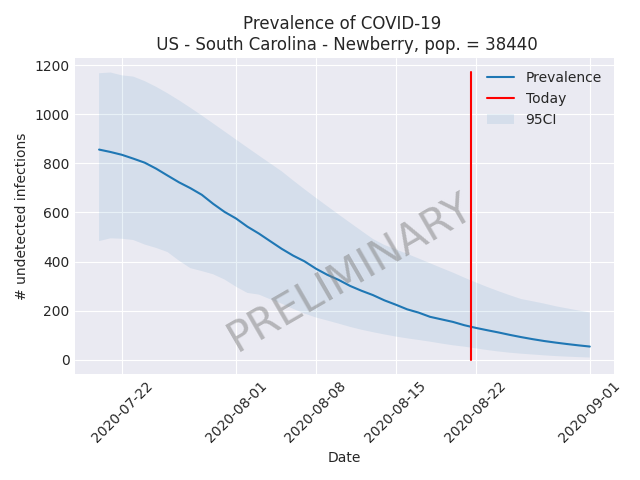 Prevalence of COVID-19
US - South Carolina - Newberry, pop. = 38440
# undetected infections
1200
1000
800
600
400
200
0
Prevalence
Today
95CI
PRELIMINARY
2020-07-22
2020-08-01
2020-08-08
2020-08-15
2020-08-22
2020-09-01
Date